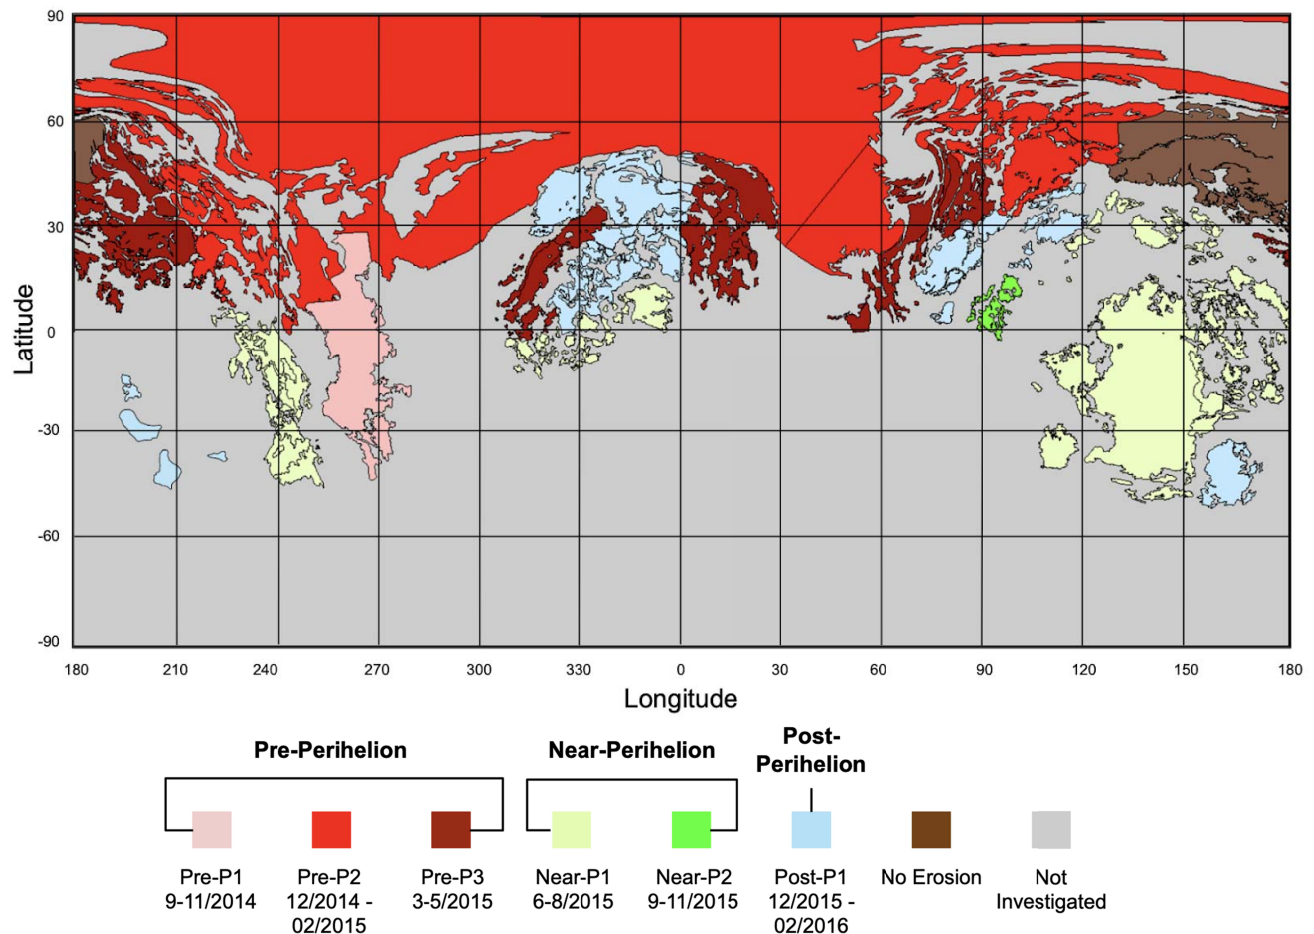 90
60
30
0
-30
-60
-90
Latitude
180 210 240 270 300 330 0 30 60 90 120 150 180
Longitude
Pre-Perihelion
Near-Perihelion
Post-
Perihelion
Pre-P1
9-11/2014
Pre-P2
12/2014 -
02/2015
Pre-P3
3-5/2015
Near-P1
6-8/2015
Near-P2
9-11/2015
Post-P1
12/2015 -
02/2016
No Erosion
Not
Investigated